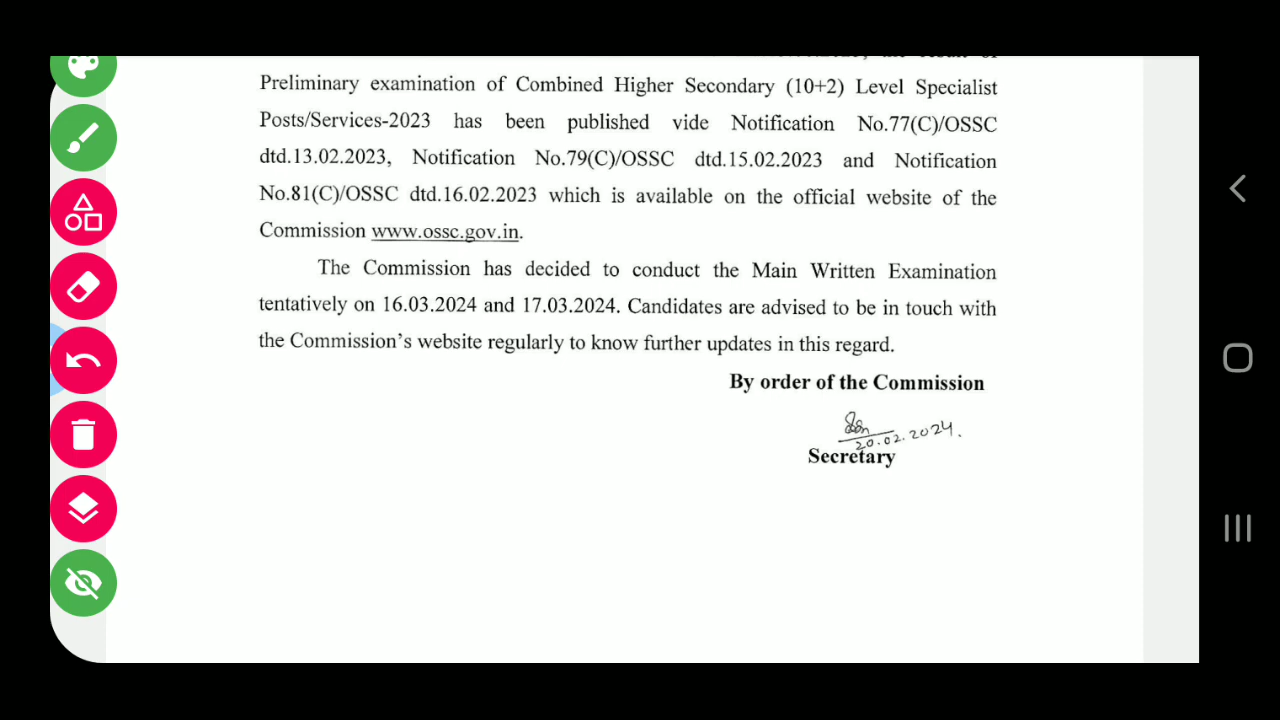 Preliminary examination of Combined Higher Secondary (10+2) Level Specialist
Posts/Services-2023 has been published vide Notification No.77(C)/OSSC
dtd.13.02.2023, Notification No.79(C)/OSSC dtd.15.02.2023 and Notification
No.81(C)/OSSC dtd.16.02.2023 which is available on the official website of the
Commission www.ossc.gov.in.
The Commission has decided to conduct the Main Written Examination
tentatively on 16.03.2024 and 17.03.2024. Candidates are advised to be in touch with
the Commission's website regularly to know further updates in this regard.
By order of the Commission
20.02.2024.
Secretary